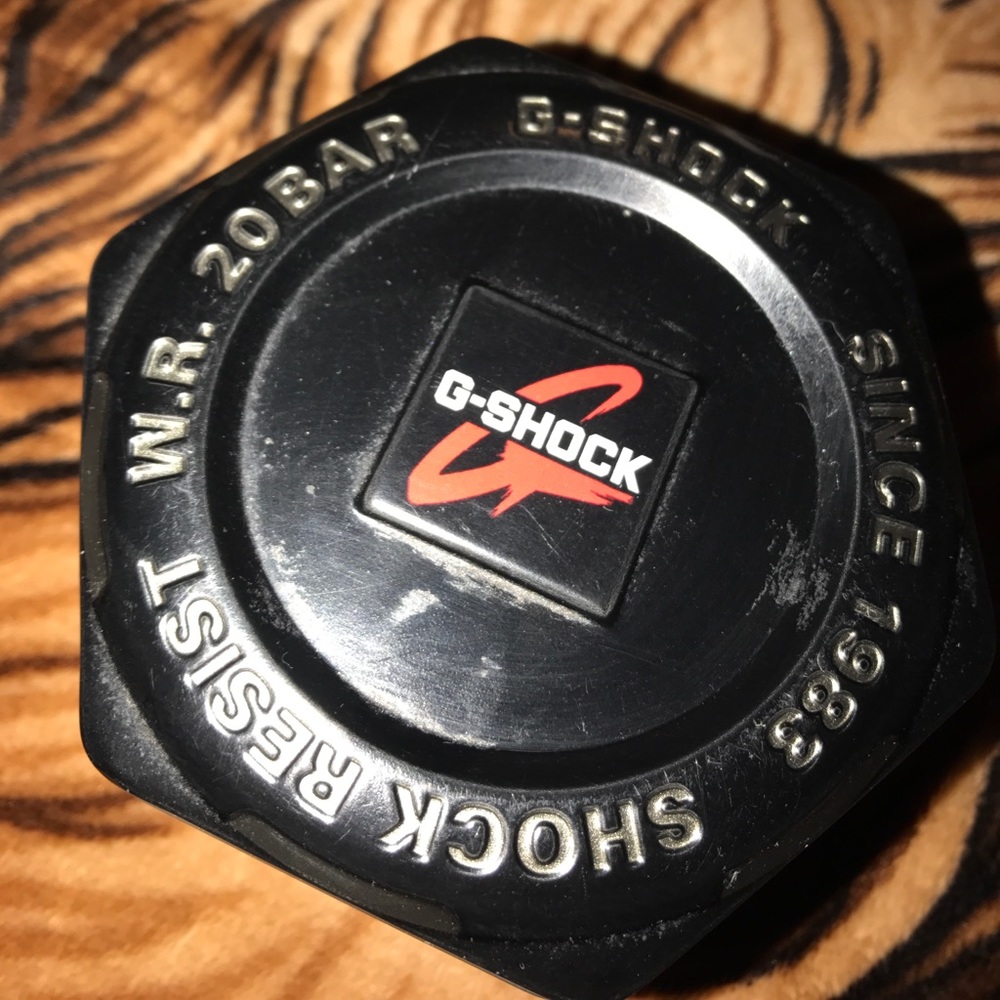 G-SHOCK
SINCE 1983
SHOCK RESIST
W.R. 20BAR
G-SHOCK